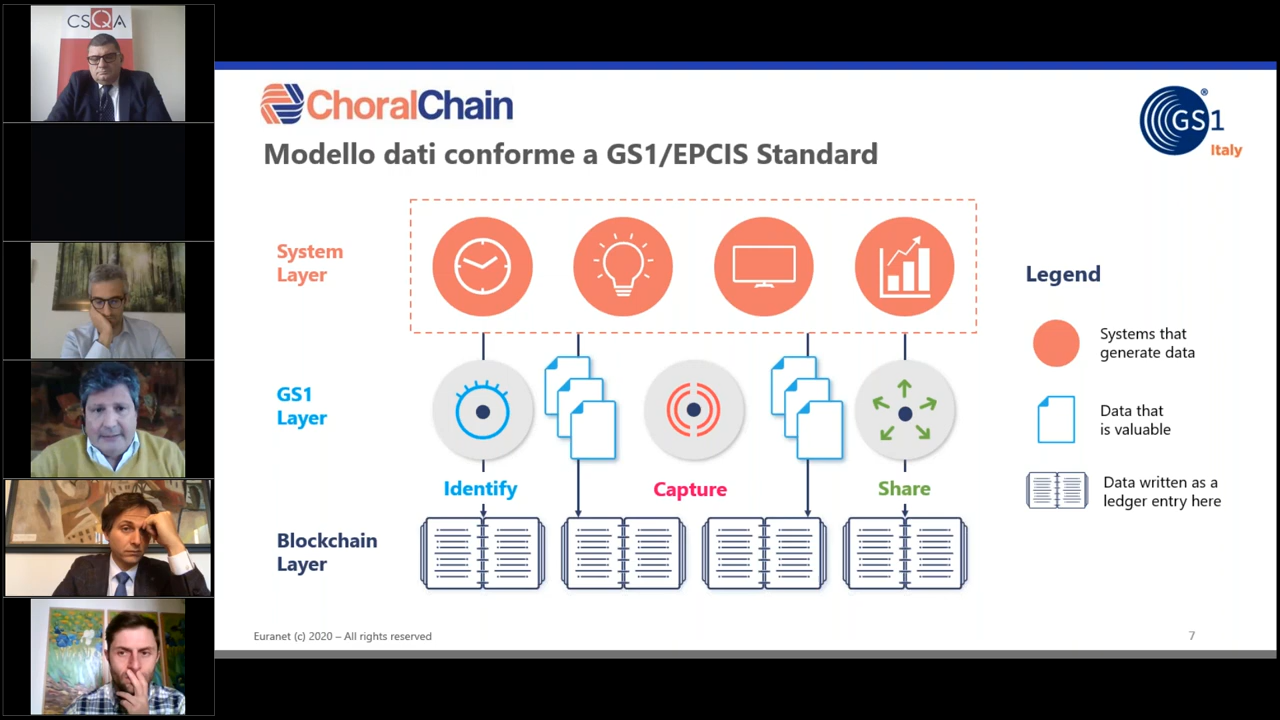 CSQA
ChoralChain
GS1®
Italy
Modello dati conforme a GS1/EPCIS Standard
System
Layer
Legend
Systems that
generate data
GS1
Layer
Data that
is valuable
Identify
Capture
Share
Data written as a
ledger entry here
Blockchain
Layer
Euranet (c) 2020 – All rights reserved
7